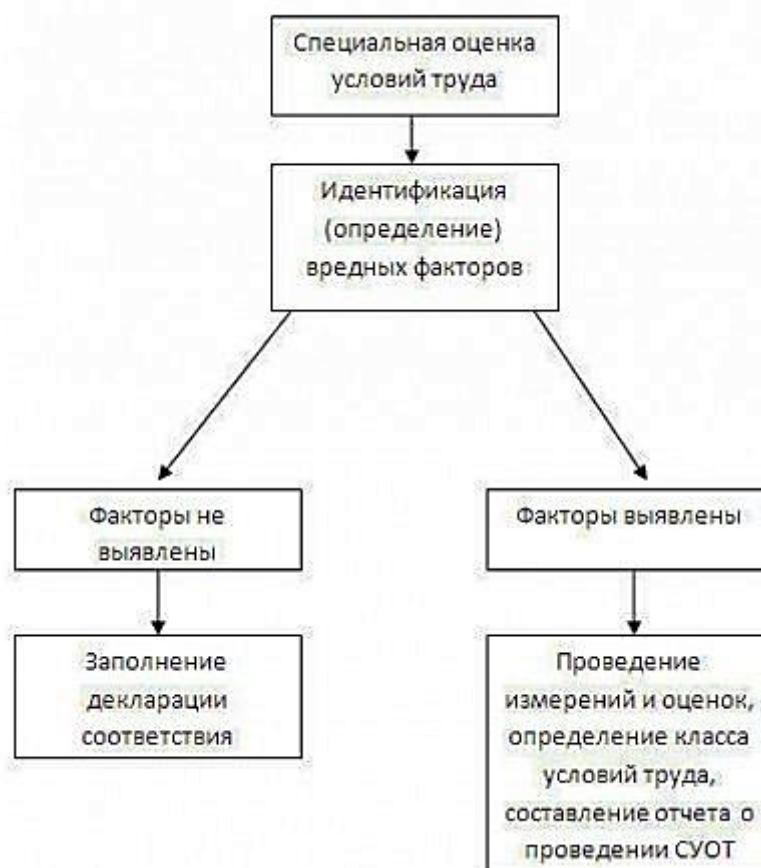 Специальная оценка
условий труда
Идентификация
(определение)
вредных факторов
Факторы не
выявлены
Факторы выявлены
Заполнение
декларации
соответствия
Проведение
измерений и оценок,
определение класса
условий труда,
составление отчета о
проведении СУОТ